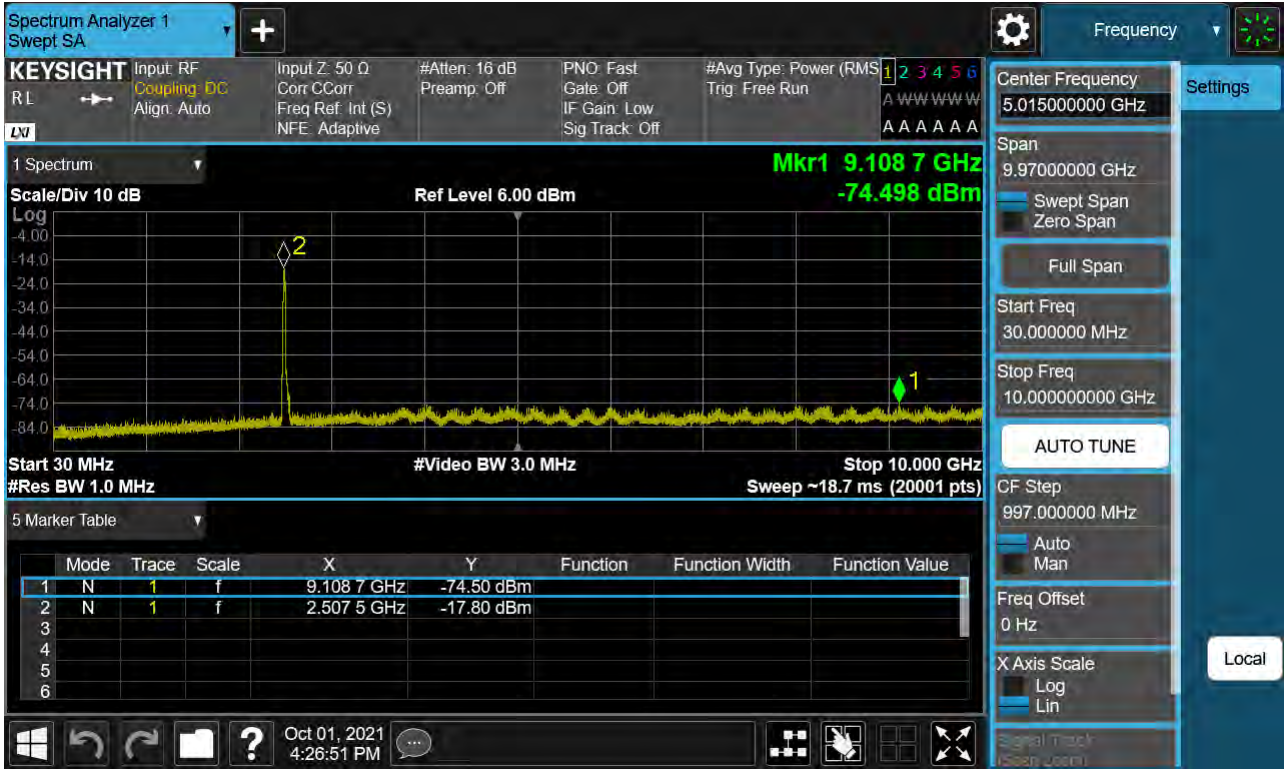 Spectrum Analyzer 1
Swept SA
+
Frequency
KEYSIGHT
RL
LXI
Input: RF
Coupling: DC
Align: Auto
Input Z: 50 Ω
Corr CCorr
Freq Ref: Int (S)
NFE: Adaptive
#Atten: 16 dB
Preamp: Off
PNO: Fast
Gate: Off
IF Gain: Low
Sig Track: Off
#Avg Type: Power (RMS
Trig: Free Run
1 2 3 4 5 6
A W W W W W
A A A A A A
1 Spectrum
Mkr1 9.108 7 GHz
-74.498 dBm
Scale/Div 10 dB
Ref Level 6.00 dBm
Log
-4.00
-14.0
-24.0
-34.0
-44.0
-54.0
-64.0
-74.0
-84.0
2
1
Start 30 MHz
#Video BW 3.0 MHz
Stop 10.000 GHz
#Res BW 1.0 MHz
Sweep ~18.7 ms (20001 pts)
5 Marker Table
Mode Trace Scale X Y Function Function Width Function Value
1 N 1 f 9.108 7 GHz -74.50 dBm
2 N 1 f 2.507 5 GHz -17.80 dBm
3
4
5
6
Oct 01, 2021
4:26:51 PM
?
Center Frequency
5.015000000 GHz
Settings
Span
9.97000000 GHz
Swept Span
Zero Span
Full Span
Start Freq
30.000000 MHz
Stop Freq
10.000000000 GHz
AUTO TUNE
CF Step
997.000000 MHz
Auto
Man
Freq Offset
0 Hz
X Axis Scale
Log
Lin
Local
Signal Track
(Span Zoom)